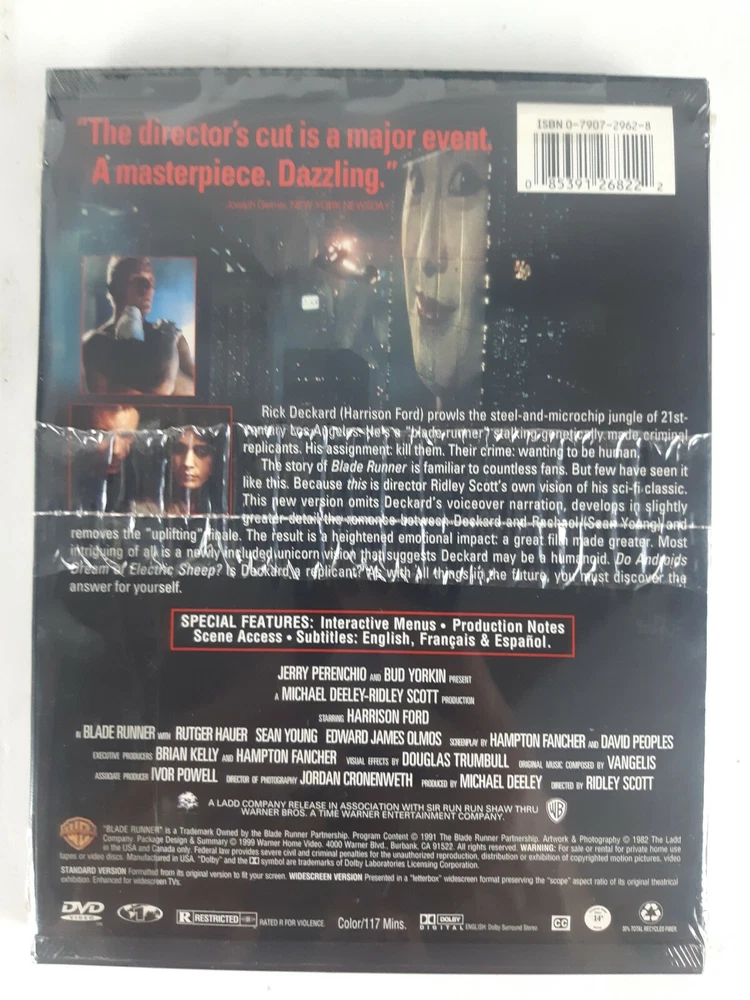 "The director's cut is a major event.
A masterpiece. Dazzling."
Joseph Gelmis, NEW YORK NEWSDAY
ISBN 0-7907-2962-8
0 85391 26822 2
Rick Deckard (Harrison Ford) prowls the steel-and-microchip jungle of 21st-
century Los Angeles. He's a "blade runner" stalking genetically made criminal
replicants. His assignment: kill them. Their crime: wanting to be human.
The story of Blade Runner is familiar to countless fans. But few have seen it
like this. Because this is director Ridley Scott's own vision of his sci-fi classic.
This new version omits Deckard's voiceover narration, develops in slightly
greater detail the romance between Deckard and Rachael (Sean Young) and
removes the "uplifting" finale. The result is a heightened emotional impact: a great film made greater. Most
intriguing of all is a newly included unicorn vision that suggests Deckard may be a humanoid. Do Androids
Dream of Electric Sheep? Is Deckard a replicant? As with all things in the future, you must discover the
answer for yourself.
SPECIAL FEATURES: Interactive Menus • Production Notes
Scene Access • Subtitles: English, Français & Español.
JERRY PERENCHIO AND BUD YORKIN PRESENT
A MICHAEL DEELEY-RIDLEY SCOTT PRODUCTION
STARRING HARRISON FORD
IN BLADE RUNNER WITH RUTGER HAUER SEAN YOUNG EDWARD JAMES OLMOS SCREENPLAY BY HAMPTON FANCHER AND DAVID PEOPLES
EXECUTIVE PRODUCERS BRIAN KELLY AND HAMPTON FANCHER VISUAL EFFECTS BY DOUGLAS TRUMBULL ORIGINAL MUSIC COMPOSED BY VANGELIS
ASSOCIATE PRODUCER IVOR POWELL DIRECTOR OF PHOTOGRAPHY JORDAN CRONENWETH PRODUCED BY MICHAEL DEELEY DIRECTED BY RIDLEY SCOTT
A LADD COMPANY RELEASE IN ASSOCIATION WITH SIR RUN RUN SHAW THRU
WARNER BROS. A TIME WARNER ENTERTAINMENT COMPANY.
"BLADE RUNNER" is a Trademark Owned by the Blade Runner Partnership. Program Content © 1991 The Blade Runner Partnership. Artwork & Photography © 1982 The Ladd
Company. Package Design & Summary © 1999 Warner Home Video. 4000 Warner Blvd., Burbank, CA 91522. All rights reserved. WARNING: For sale or rental for private home use
in the USA and Canada only. Federal law provides severe civil and criminal penalties for the unauthorized reproduction, distribution or exhibition of copyrighted motion pictures, video
tapes or video discs. Manufactured in USA. "Dolby" and the DD symbol are trademarks of Dolby Laboratories Licensing Corporation.
STANDARD VERSION Formatted from its original version to fit your screen. WIDESCREEN VERSION Presented in a "letterbox" widescreen format preserving the "scope" aspect ratio of its original theatrical
exhibition. Enhanced for widescreen TVs.
DVD VIDEO 1 R RESTRICTED RATED R FOR VIOLENCE. Color/117 Mins. DOLBY DIGITAL ENGLISH: Dolby Surround Stereo CC 14+ 30% TOTAL RECYCLED FIBER